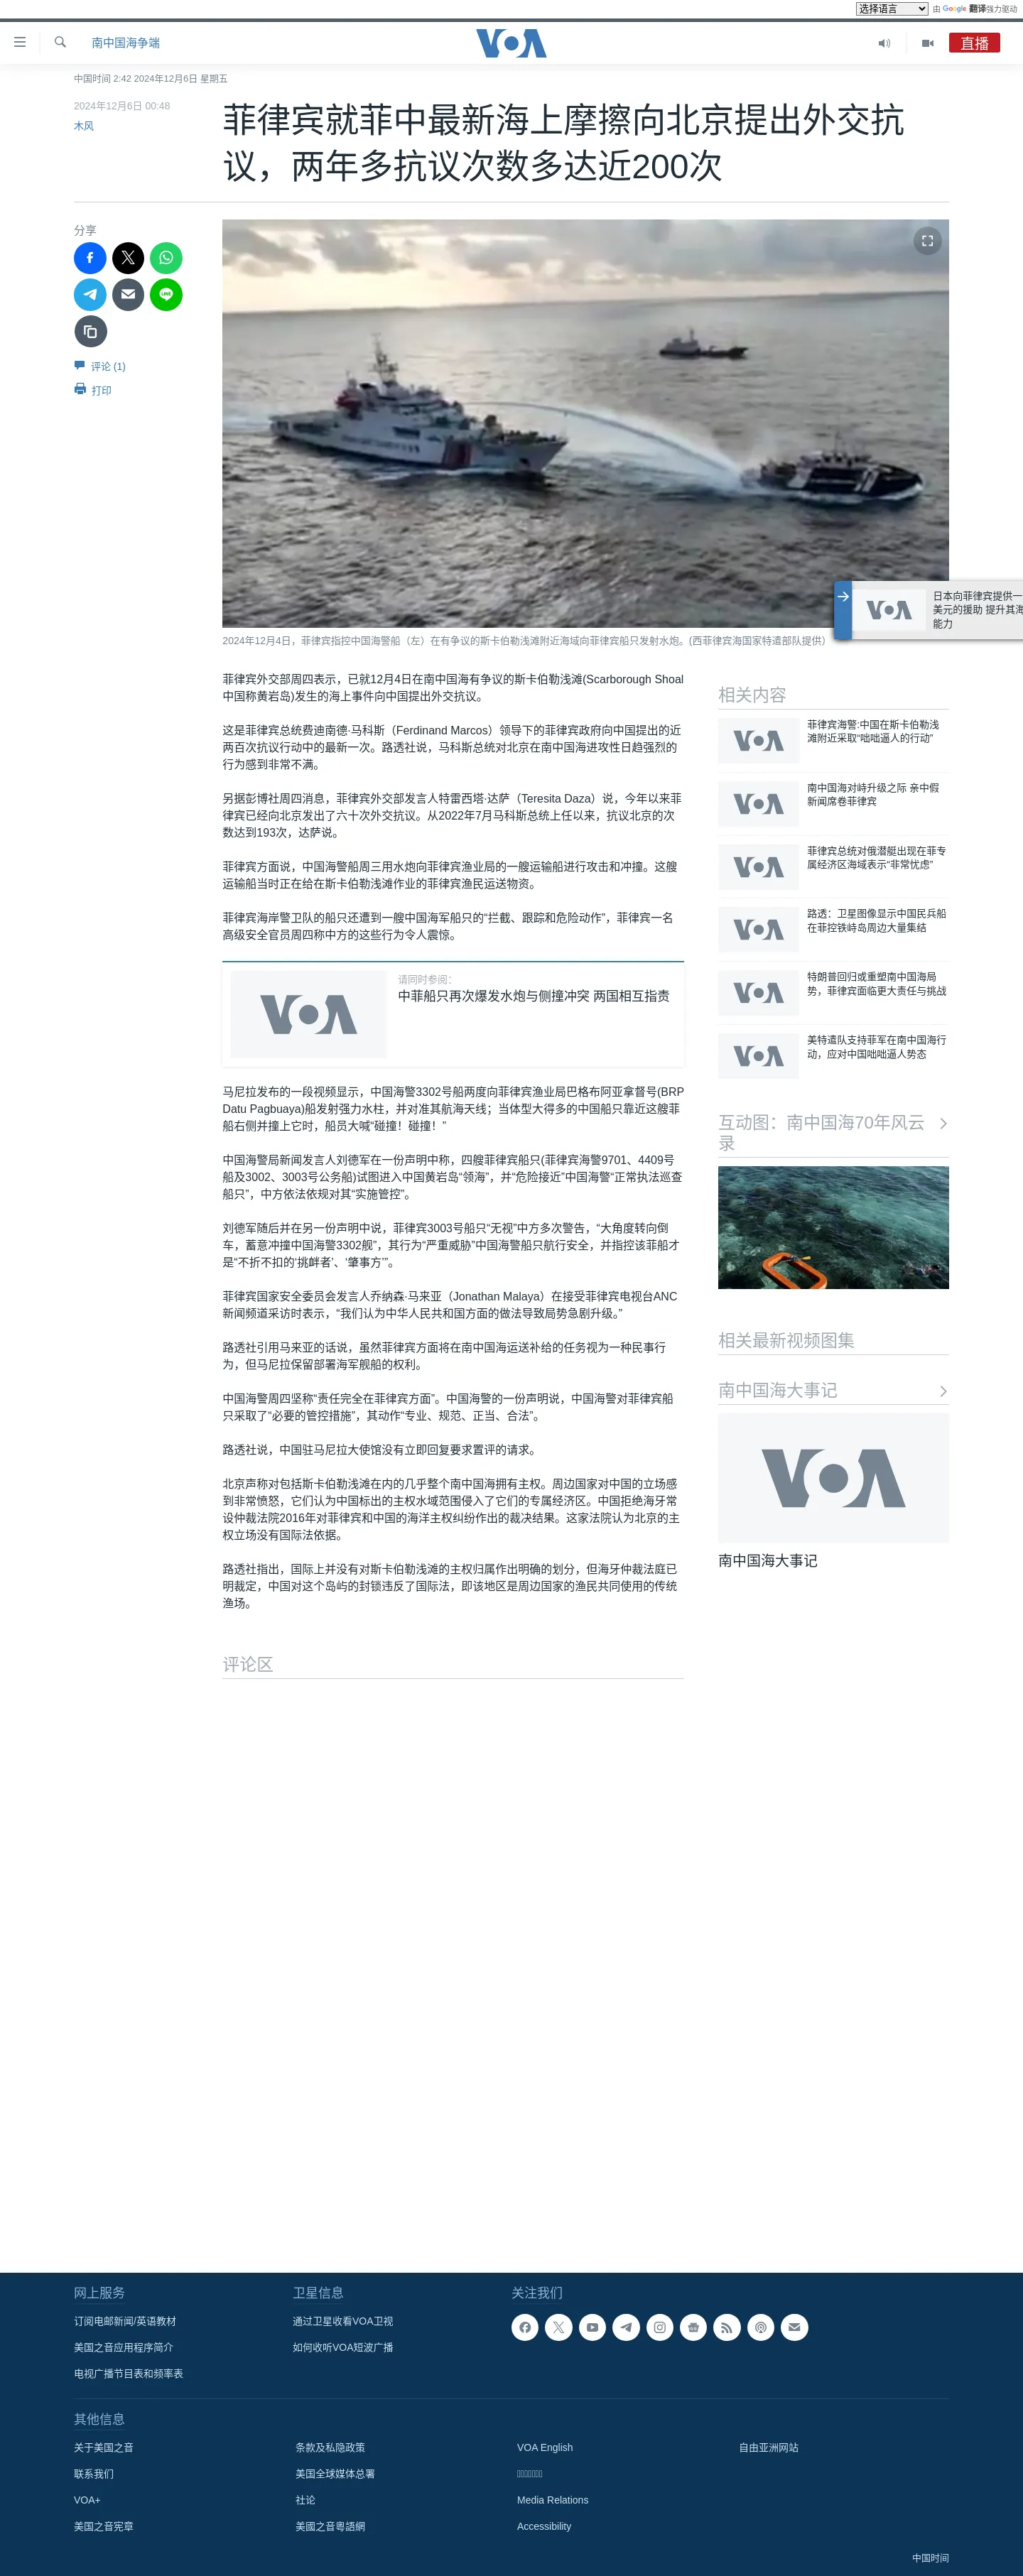 选择语言
由 Google 翻译强力驱动
南中国海争端
VOA
直播
中国时间 2:42 2024年12月6日 星期五
2024年12月6日 00:48
木风
菲律宾就菲中最新海上摩擦向北京提出外交抗
议，两年多抗议次数多达近200次
分享
评论 (1)
打印
日本向菲律宾提供一
美元的援助 提升其海
能力
2024年12月4日，菲律宾指控中国海警船（左）在有争议的斯卡伯勒浅滩附近海域向菲律宾船只发射水炮。(西菲律宾海国家特遣部队提供）
菲律宾外交部周四表示，已就12月4日在南中国海有争议的斯卡伯勒浅滩(Scarborough Shoal
中国称黄岩岛)发生的海上事件向中国提出外交抗议。
这是菲律宾总统费迪南德·马科斯（Ferdinand Marcos）领导下的菲律宾政府向中国提出的近
两百次抗议行动中的最新一次。路透社说，马科斯总统对北京在南中国海进攻性日趋强烈的
行为感到非常不满。
另据彭博社周四消息，菲律宾外交部发言人特雷西塔·达萨（Teresita Daza）说，今年以来菲
律宾已经向北京发出了六十次外交抗议。从2022年7月马科斯总统上任以来，抗议北京的次
数达到193次，达萨说。
菲律宾方面说，中国海警船周三用水炮向菲律宾渔业局的一艘运输船进行攻击和冲撞。这艘
运输船当时正在给在斯卡伯勒浅滩作业的菲律宾渔民运送物资。
菲律宾海岸警卫队的船只还遭到一艘中国海军船只的“拦截、跟踪和危险动作”，菲律宾一名
高级安全官员周四称中方的这些行为令人震惊。
VOA
请同时参阅：
中菲船只再次爆发水炮与侧撞冲突 两国相互指责
马尼拉发布的一段视频显示，中国海警3302号船两度向菲律宾渔业局巴格布阿亚拿督号(BRP
Datu Pagbuaya)船发射强力水柱，并对准其航海天线；当体型大得多的中国船只靠近这艘菲
船右侧并撞上它时，船员大喊“碰撞！碰撞！”
中国海警局新闻发言人刘德军在一份声明中称，四艘菲律宾船只(菲律宾海警9701、4409号
船及3002、3003号公务船)试图进入中国黄岩岛“领海”，并“危险接近”中国海警“正常执法巡查
船只”，中方依法依规对其“实施管控”。
刘德军随后并在另一份声明中说，菲律宾3003号船只“无视”中方多次警告，“大角度转向倒
车，蓄意冲撞中国海警3302舰”，其行为“严重威胁”中国海警船只航行安全，并指控该菲船才
是“不折不扣的‘挑衅者’、‘肇事方’”。
菲律宾国家安全委员会发言人乔纳森·马来亚（Jonathan Malaya）在接受菲律宾电视台ANC
新闻频道采访时表示，“我们认为中华人民共和国方面的做法导致局势急剧升级。”
路透社引用马来亚的话说，虽然菲律宾方面将在南中国海运送补给的任务视为一种民事行
为，但马尼拉保留部署海军舰船的权利。
中国海警周四坚称“责任完全在菲律宾方面”。中国海警的一份声明说，中国海警对菲律宾船
只采取了“必要的管控措施”，其动作“专业、规范、正当、合法”。
路透社说，中国驻马尼拉大使馆没有立即回复要求置评的请求。
北京声称对包括斯卡伯勒浅滩在内的几乎整个南中国海拥有主权。周边国家对中国的立场感
到非常愤怒，它们认为中国标出的主权水域范围侵入了它们的专属经济区。中国拒绝海牙常
设仲裁法院2016年对菲律宾和中国的海洋主权纠纷作出的裁决结果。这家法院认为北京的主
权立场没有国际法依据。
路透社指出，国际上并没有对斯卡伯勒浅滩的主权归属作出明确的划分，但海牙仲裁法庭已
明裁定，中国对这个岛屿的封锁违反了国际法，即该地区是周边国家的渔民共同使用的传统
渔场。
评论区
相关内容
菲律宾海警:中国在斯卡伯勒浅
滩附近采取“咄咄逼人的行动”
南中国海对峙升级之际 亲中假
新闻席卷菲律宾
菲律宾总统对俄潜艇出现在菲专
属经济区海域表示“非常忧虑”
路透：卫星图像显示中国民兵船
在菲控铁峙岛周边大量集结
特朗普回归或重塑南中国海局
势，菲律宾面临更大责任与挑战
美特遣队支持菲军在南中国海行
动，应对中国咄咄逼人势态
互动图：南中国海70年风云
录
相关最新视频图集
南中国海大事记
VOA
南中国海大事记
网上服务
订阅电邮新闻/英语教材
美国之音应用程序简介
电视广播节目表和频率表
卫星信息
通过卫星收看VOA卫视
如何收听VOA短波广播
关注我们
其他信息
关于美国之音
联系我们
VOA+
美国之音宪章
条款及私隐政策
美国全球媒体总署
社论
美國之音粵語網
VOA English
Media Relations
Accessibility
自由亚洲网站
中国时间